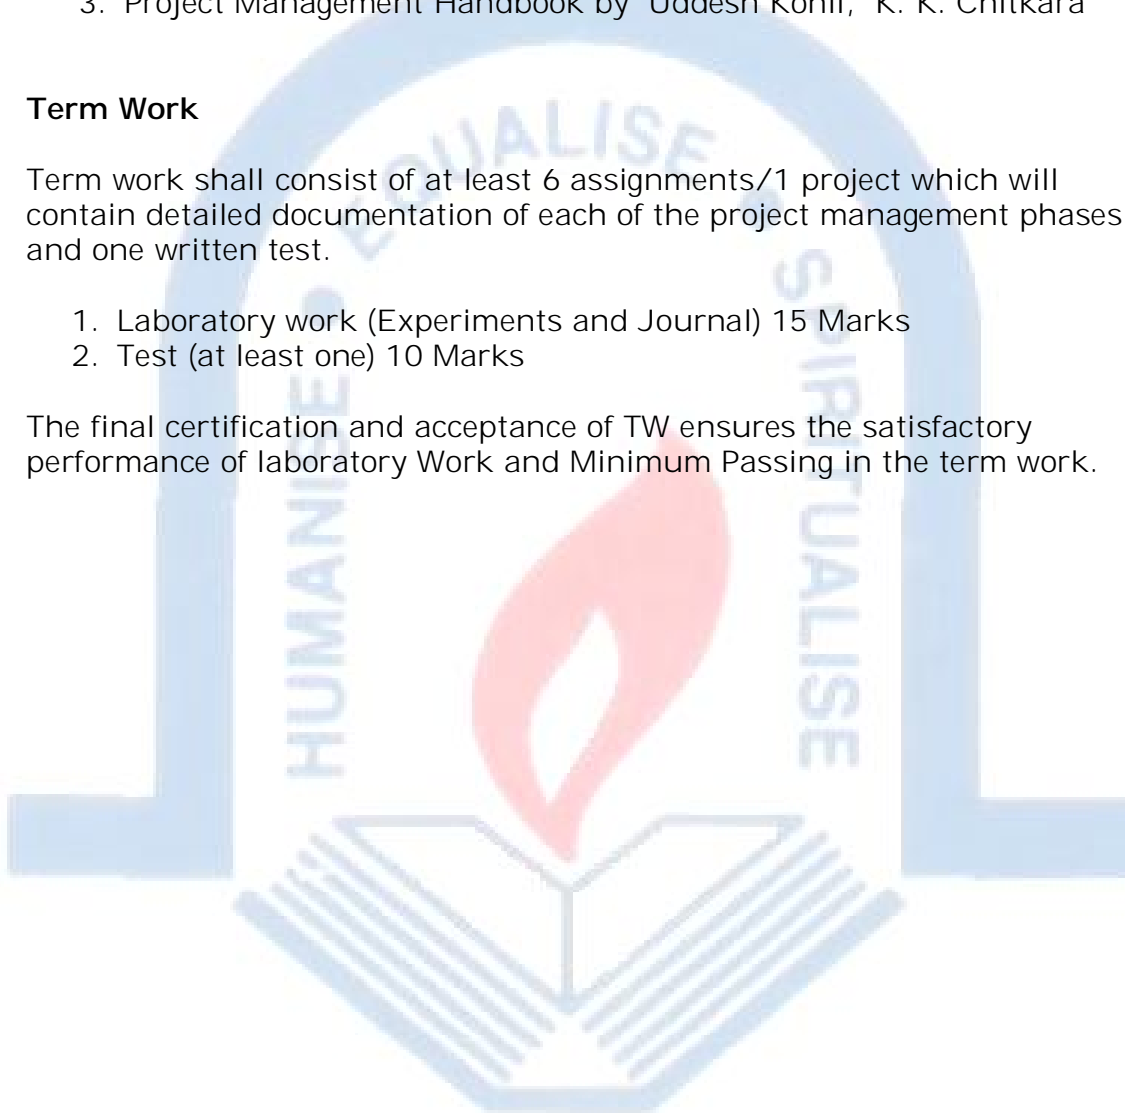 3. Project Management Handbook by Uddesh Kohli, K. K. Chitkara
Term Work
Term work shall consist of at least 6 assignments/1 project which will
contain detailed documentation of each of the project management phases
and one written test.
1. Laboratory work (Experiments and Journal) 15 Marks
2. Test (at least one) 10 Marks
The final certification and acceptance of TW ensures the satisfactory
performance of laboratory Work and Minimum Passing in the term work.
HUMANISE • EQUALISE • SPIRITUALISE